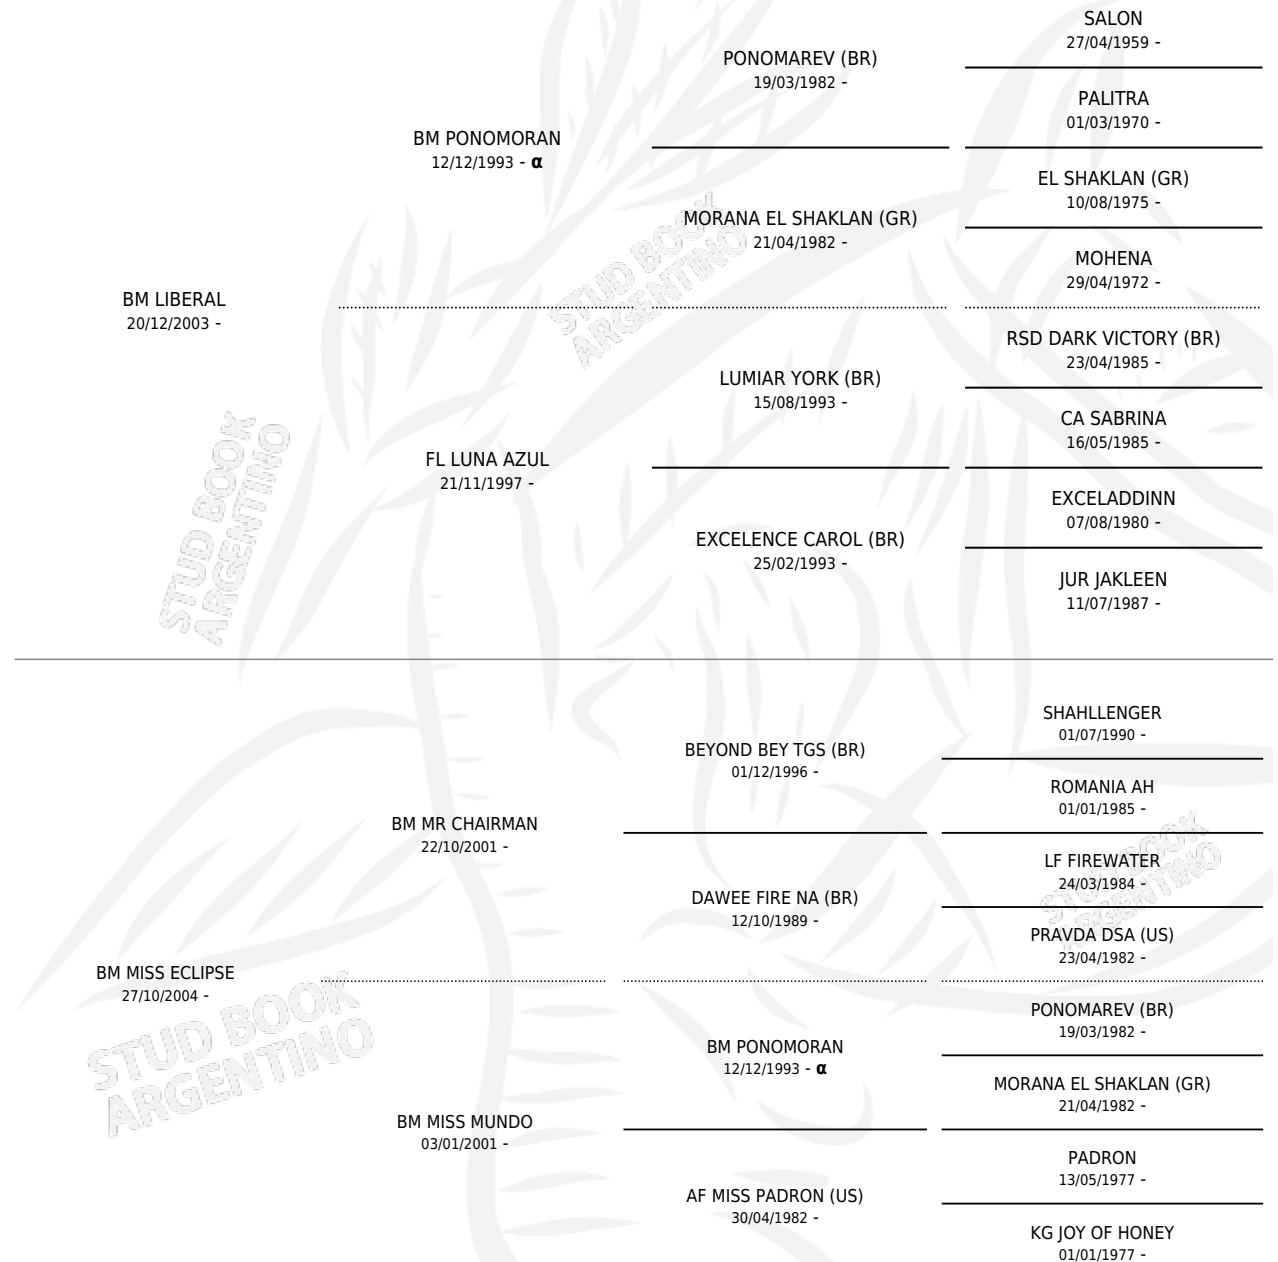 SALON
27/04/1959 -
PONOMAREV (BR)
19/03/1982 -
PALITRA
01/03/1970 -
BM PONOMORAN
12/12/1993 - α
EL SHAKLAN (GR)
10/08/1975 -
MORANA EL SHAKLAN (GR)
21/04/1982 -
MOHENA
29/04/1972 -
BM LIBERAL
20/12/2003 -
RSD DARK VICTORY (BR)
23/04/1985 -
LUMIAR YORK (BR)
15/08/1993 -
CA SABRINA
16/05/1985 -
FL LUNA AZUL
21/11/1997 -
EXCELADDINN
07/08/1980 -
EXCELENCE CAROL (BR)
25/02/1993 -
JUR JAKLEEN
11/07/1987 -
STUD BOOK
ARGENTINO
STUD BOOK
ARGENTINO
SHAHLLENGER
01/07/1990 -
BEYOND BEY TGS (BR)
01/12/1996 -
ROMANIA AH
01/01/1985 -
BM MR CHAIRMAN
22/10/2001 -
LF FIREWATER
24/03/1984 -
DAWEE FIRE NA (BR)
12/10/1989 -
PRAVDA DSA (US)
23/04/1982 -
BM MISS ECLIPSE
27/10/2004 -
PONOMAREV (BR)
19/03/1982 -
BM PONOMORAN
12/12/1993 - α
MORANA EL SHAKLAN (GR)
21/04/1982 -
BM MISS MUNDO
03/01/2001 -
PADRON
13/05/1977 -
AF MISS PADRON (US)
30/04/1982 -
KG JOY OF HONEY
01/01/1977 -
STUD BOOK
ARGENTINO
STUD BOOK
ARGENTINO